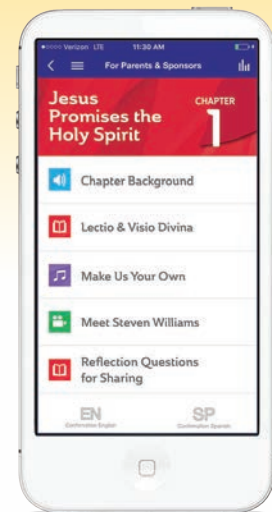 Verizon LTE 11:30 AM
For Parents & Sponsors
Jesus
Promises the
Holy Spirit
CHAPTER
1
Chapter Background
Lectio & Visio Divina
Make Us Your Own
Meet Steven Williams
Reflection Questions
for Sharing
EN
Confirmation English
SP
Confirmation Spanish